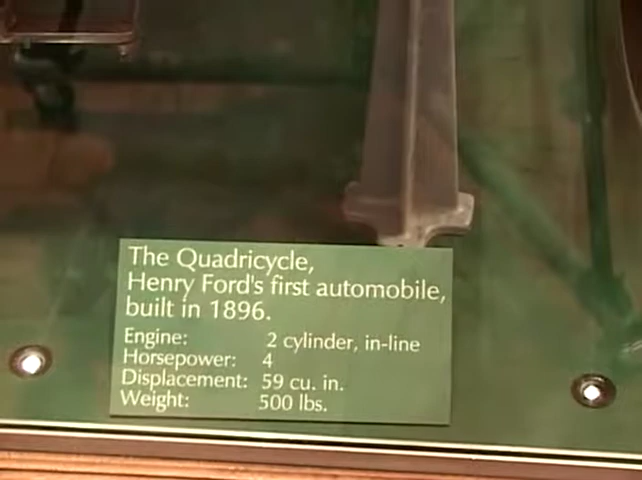 The Quadricycle,
Henry Ford's first automobile,
built in 1896.
Engine: 2 cylinder, in-line
Horsepower: 4
Displacement: 59 cu. in.
Weight: 500 lbs.